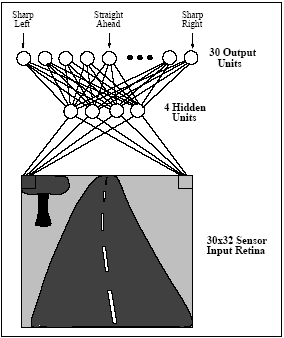 Sharp
Left
Straight
Ahead
Sharp
Right
30 Output
Units
4 Hidden
Units
30x32 Sensor
Input Retina